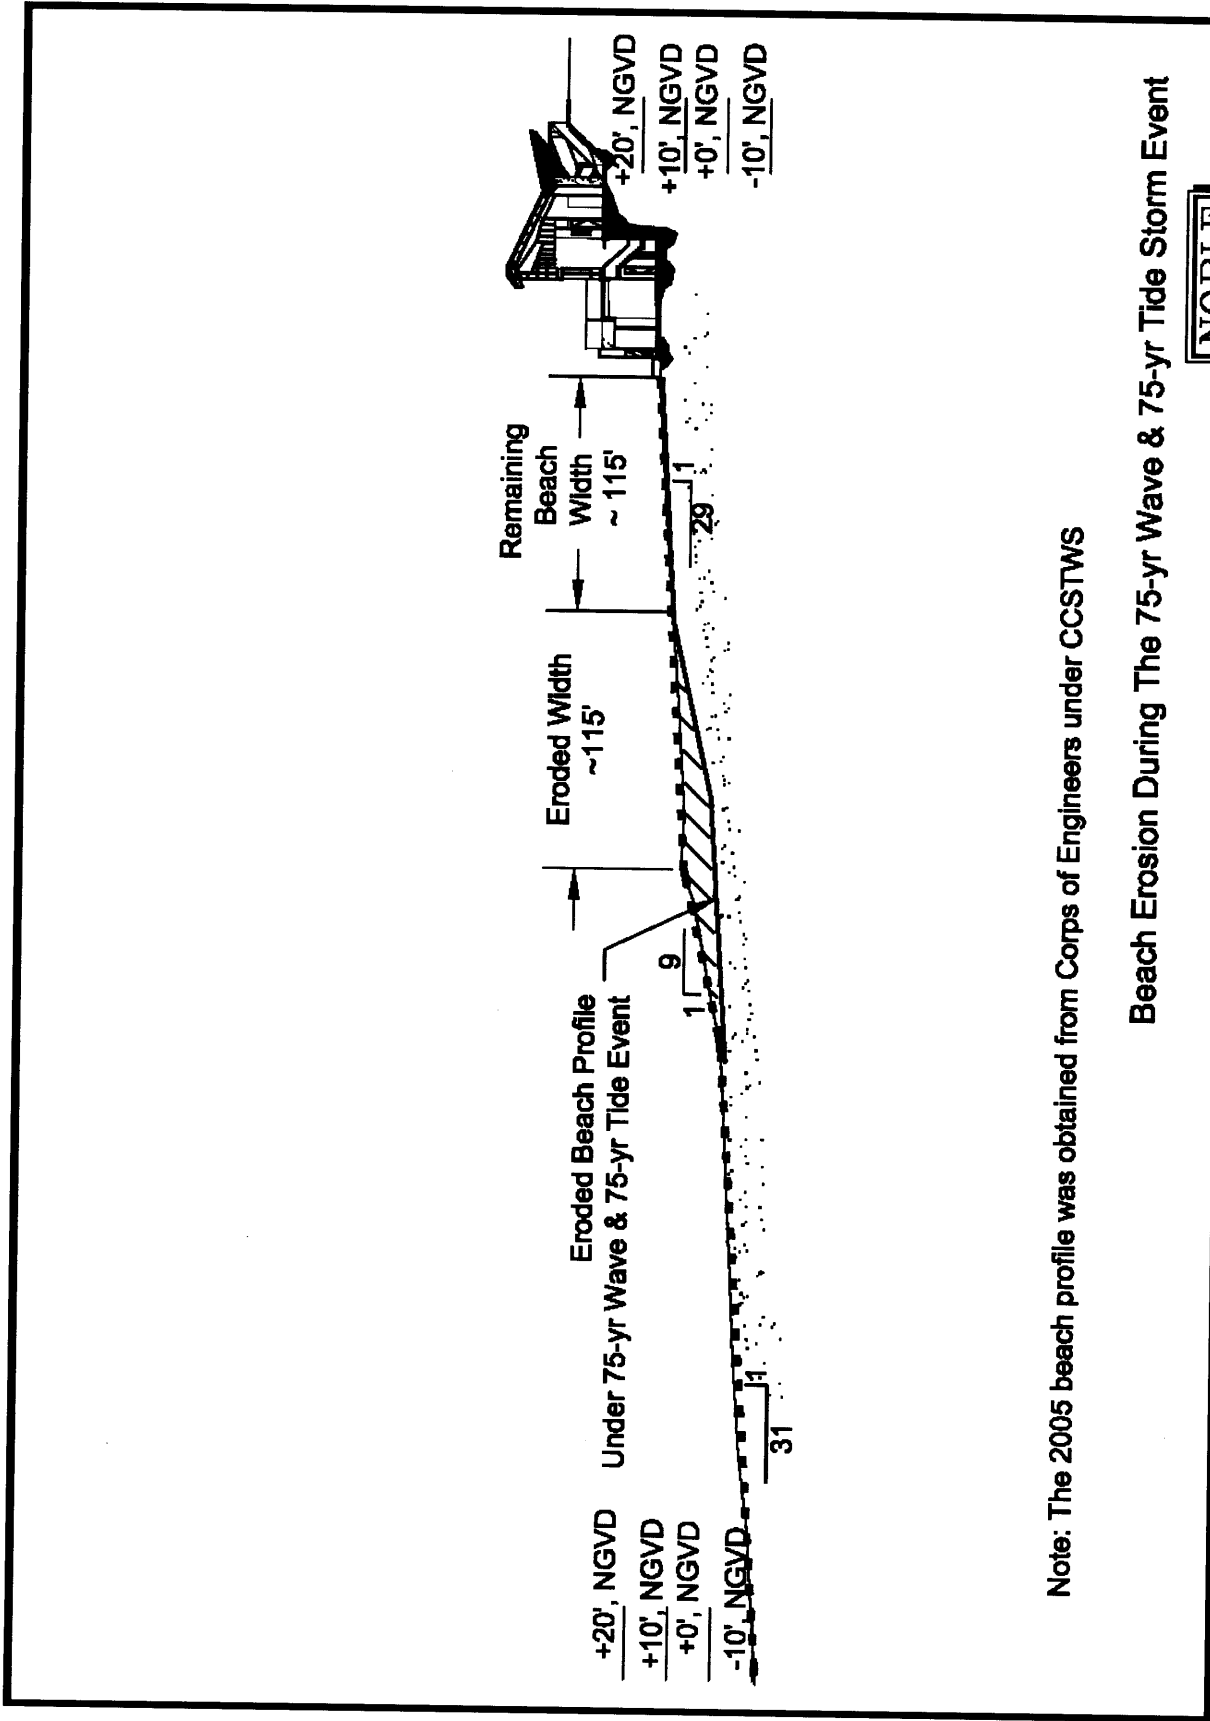 Remaining
Beach
Width
~ 115'
Eroded Width
~115'
Eroded Beach Profile
Under 75-yr Wave & 75-yr Tide Event
+20', NGVD
+10', NGVD
+0', NGVD
-10', NGVD
+20', NGVD
+10', NGVD
+0', NGVD
-10', NGVD
1
9
1
29
1
31
Note: The 2005 beach profile was obtained from Corps of Engineers under CCSTWS
Beach Erosion During The 75-yr Wave & 75-yr Tide Storm Event
NOBLE